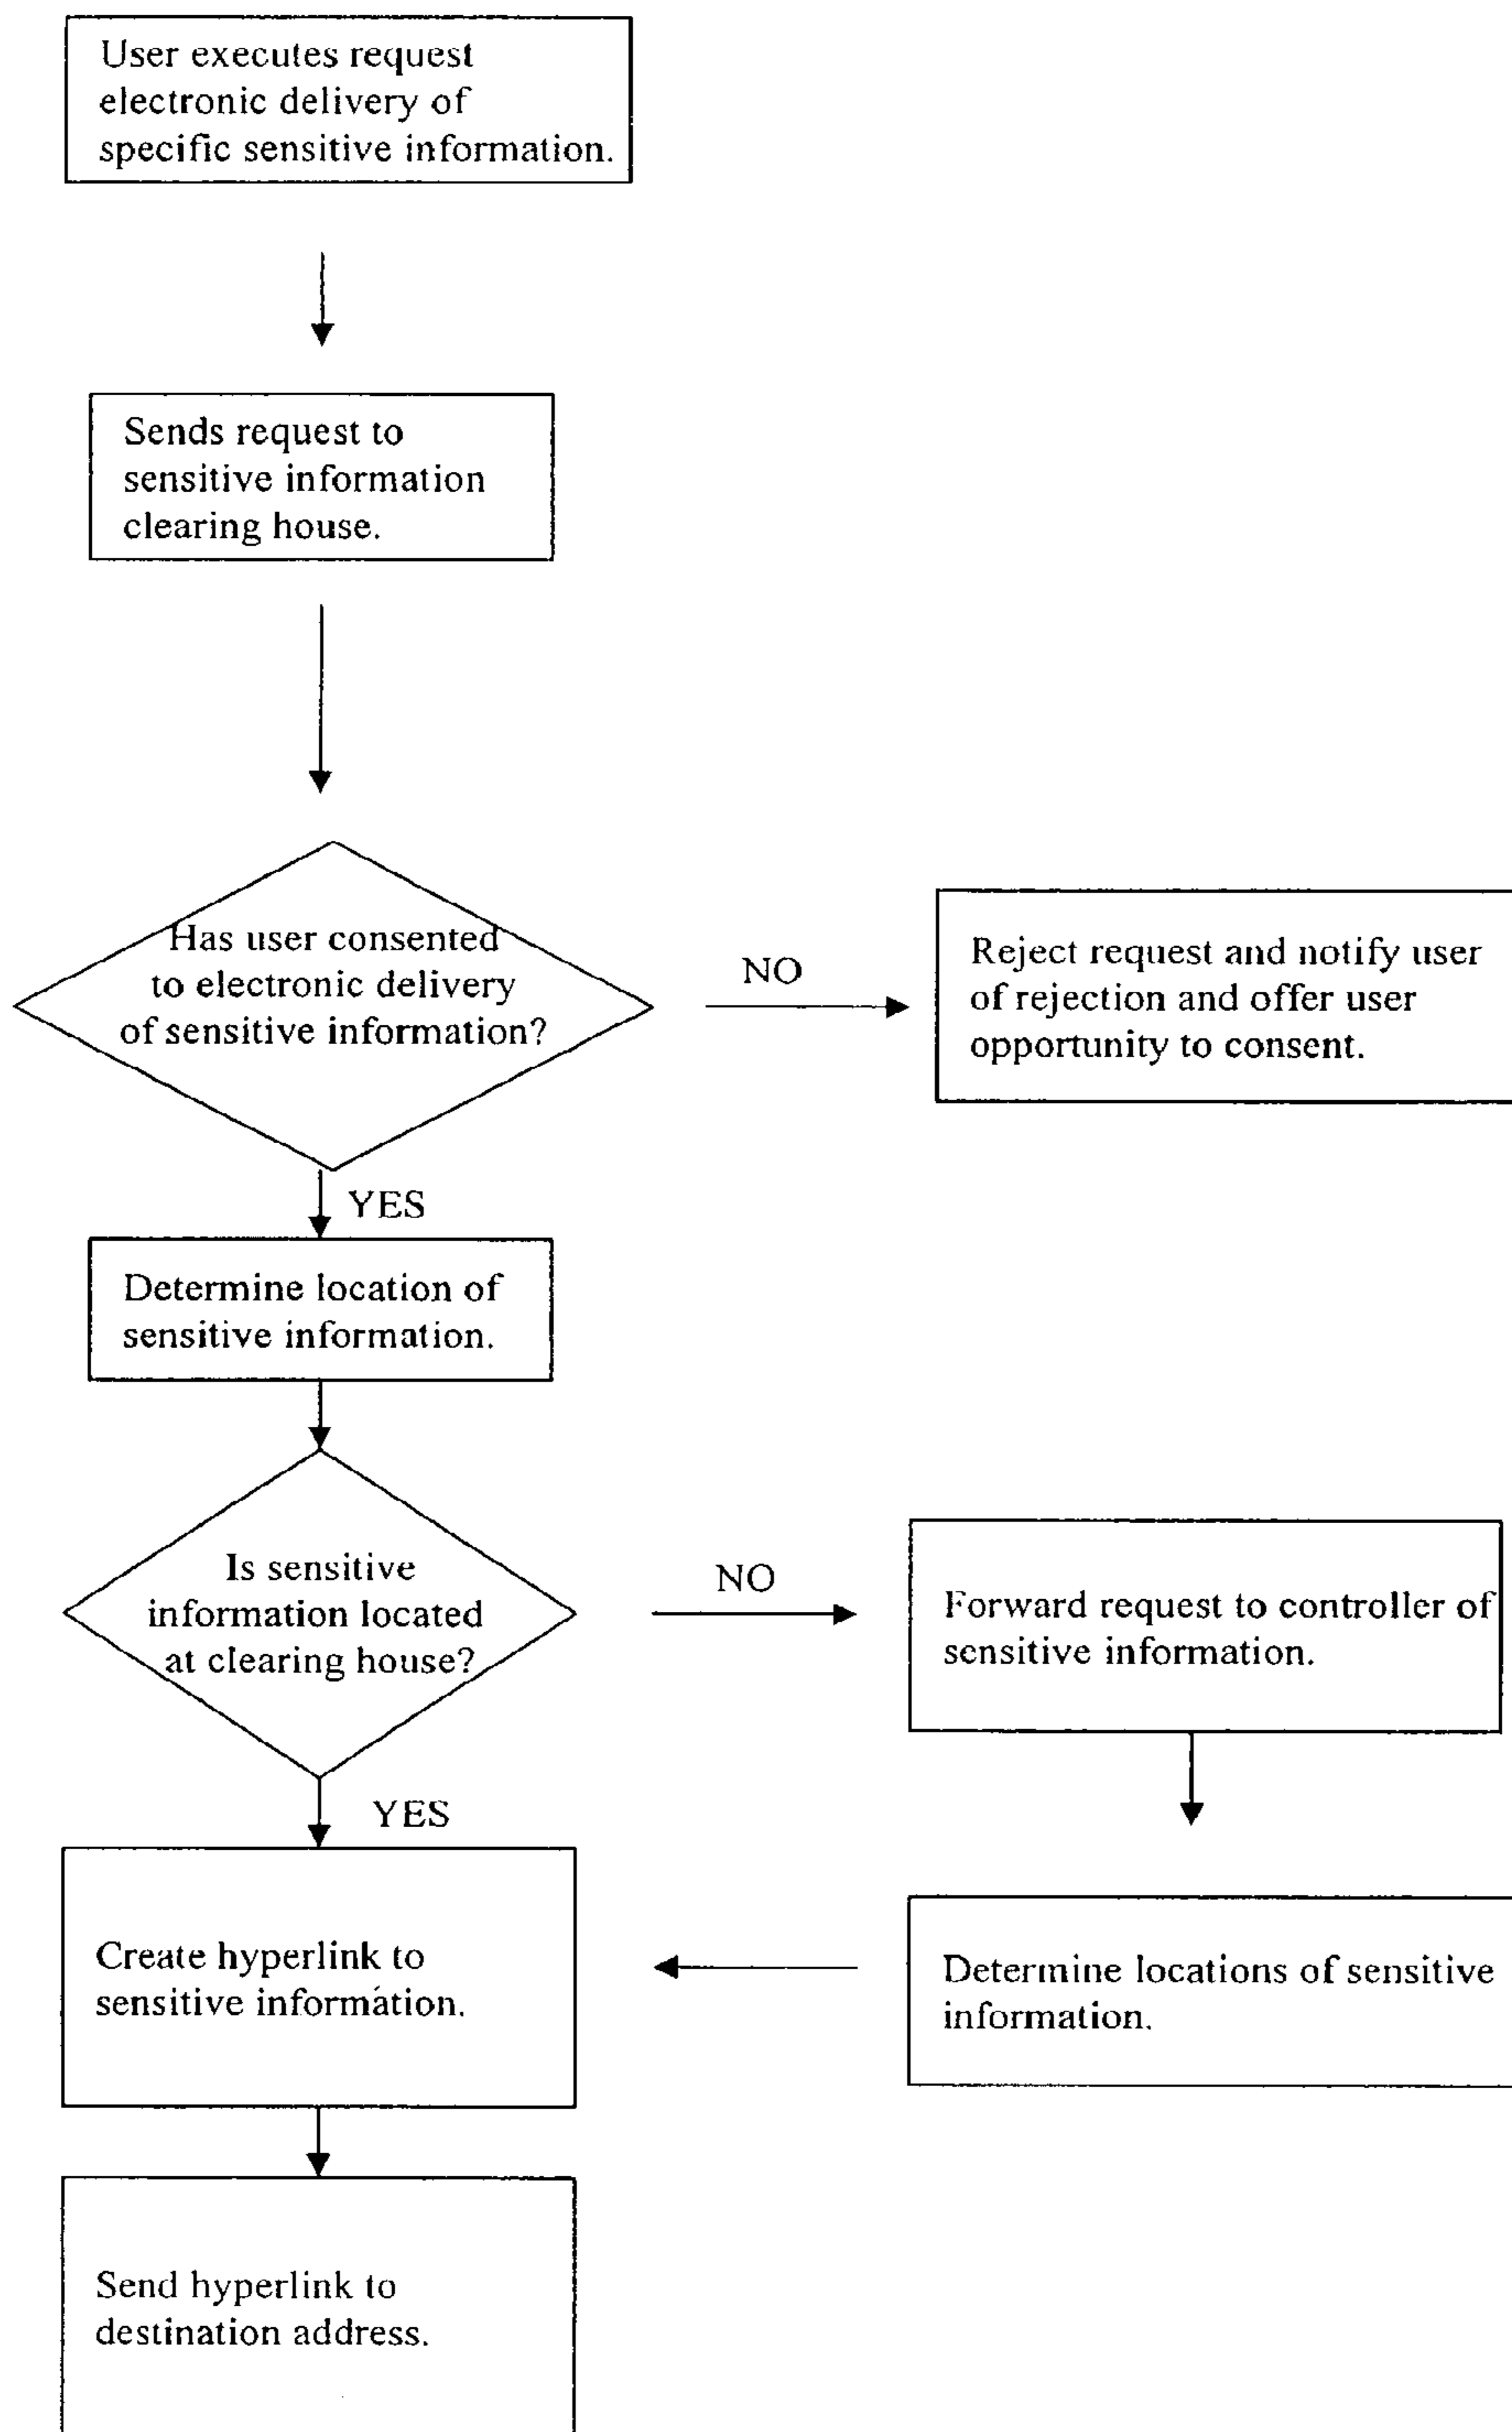 User executes request
electronic delivery of
specific sensitive information.
Sends request to
sensitive information
clearing house.
Has user consented
to electronic delivery
of sensitive information?
NO
Reject request and notify user
of rejection and offer user
opportunity to consent.
YES
Determine location of
sensitive information.
Is sensitive
information located
at clearing house?
NO
Forward request to controller of
sensitive information.
YES
Create hyperlink to
sensitive information.
Determine locations of sensitive
information.
Send hyperlink to
destination address.